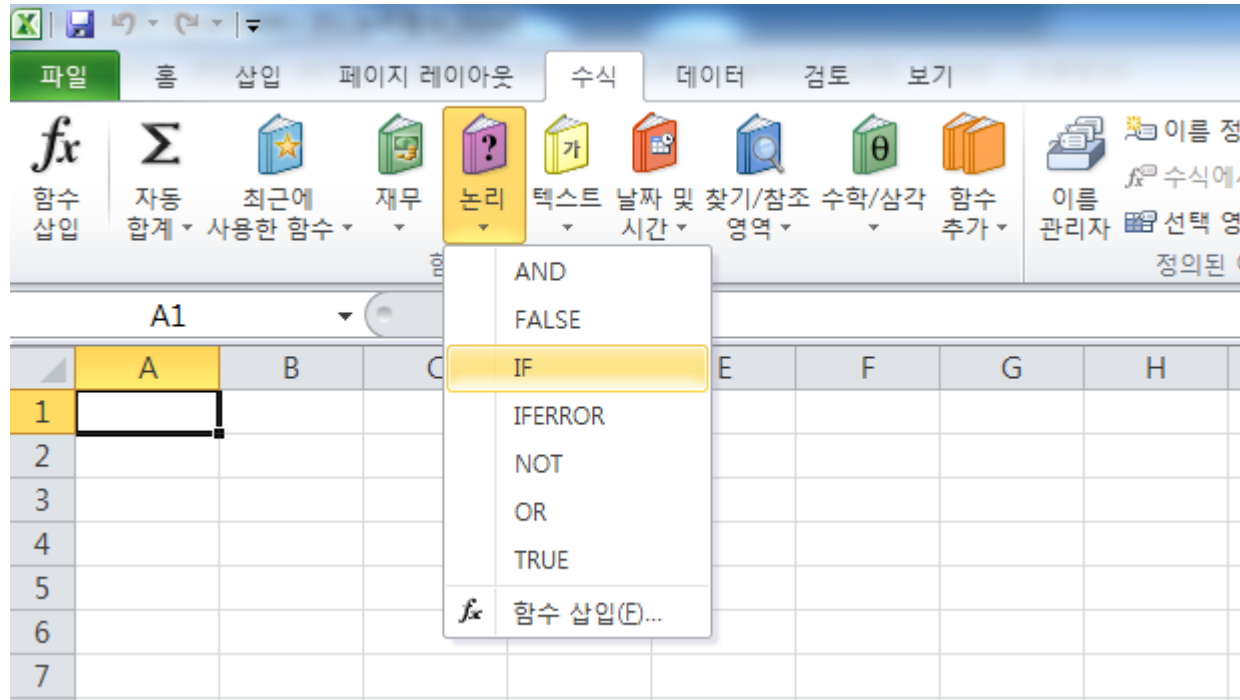 파일 홈 삽입 페이지 레이아웃 수식 데이터 검토 보기
fx Σ ? 가 θ 이름
함수 자동 최근에 재무 논리 텍스트 날짜 및 찾기/참조 수학/삼각 함수 이름 fx 수식에서
삽입 합계 사용한 함수 시간 영역 추가 관리자 선택
정의된
A1
A B C E F G H
AND
FALSE
IF
IFERROR
NOT
OR
TRUE
fx 함수 삽입(F)...
1
2
3
4
5
6
7